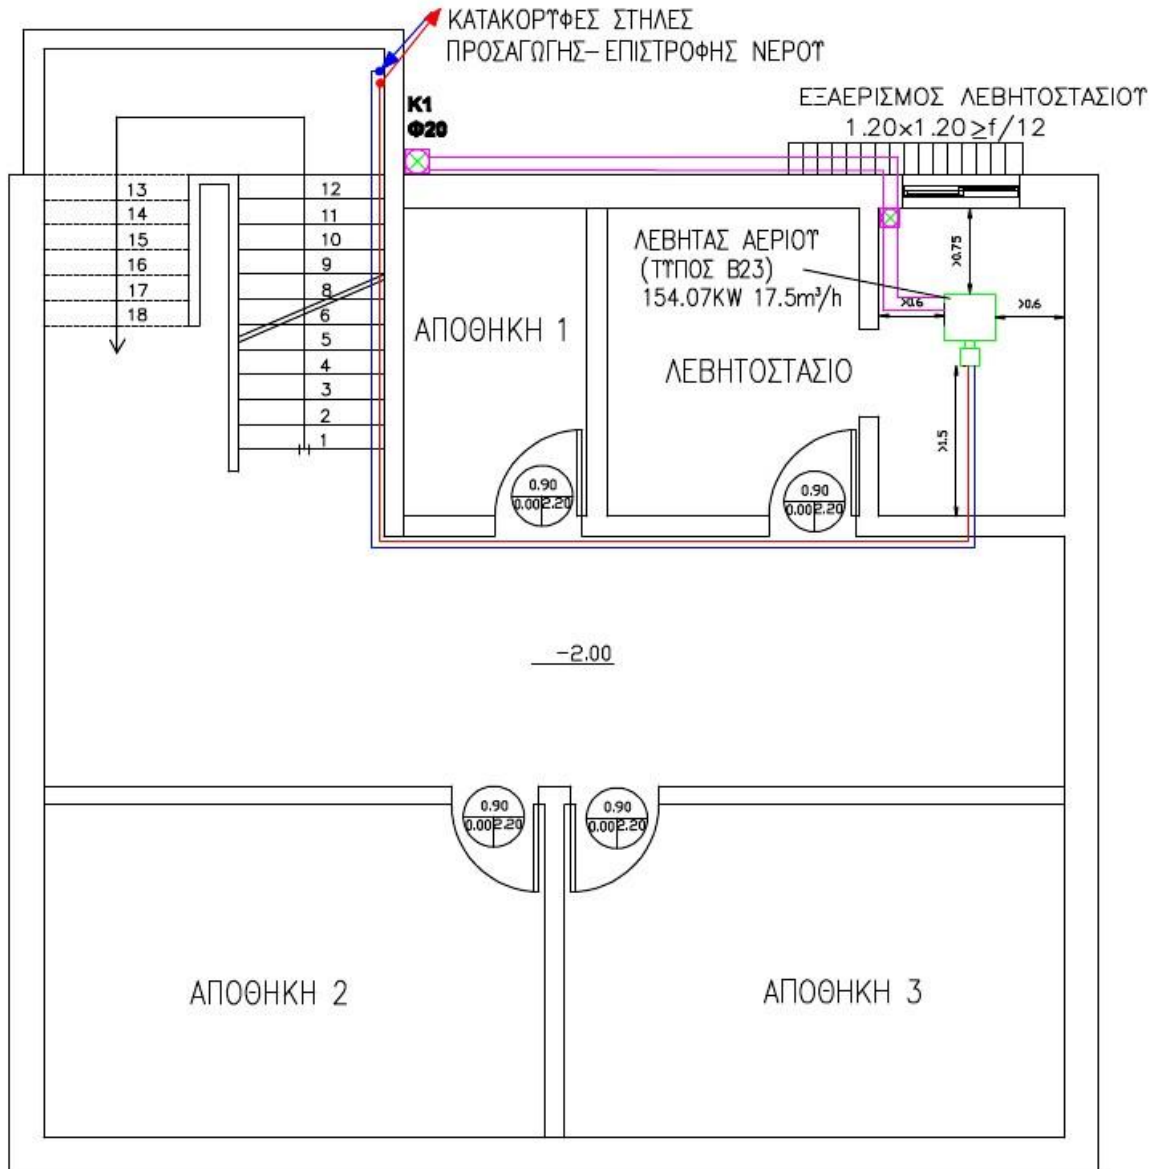 ΚΑΤΑΚΟΡΥΦΕΣ ΣΤΗΛΕΣ
ΠΡΟΣΑΓΩΓΗΣ-ΕΠΙΣΤΡΟΦΗΣ ΝΕΡΟΥ
K1
Φ20
ΕΞΑΕΡΙΣΜΟΣ ΛΕΒΗΤΟΣΤΑΣΙΟΥ
1.20x1.20 ≥f/12
13
14
15
16
17
18
12
11
10
9
8
6
5
4
3
2
1
ΛΕΒΗΤΑΣ ΑΕΡΙΟΥ
(ΤΥΠΟΣ Β23)
154.07KW 17.5m³/h
>0.75
>0.6
>0.6
>1.5
ΑΠΟΘΗΚΗ 1
ΛΕΒΗΤΟΣΤΑΣΙΟ
0.90
0.00 2.20
0.90
0.00 2.20
-2.00
0.90
0.00 2.20
0.90
0.00 2.20
ΑΠΟΘΗΚΗ 2
ΑΠΟΘΗΚΗ 3